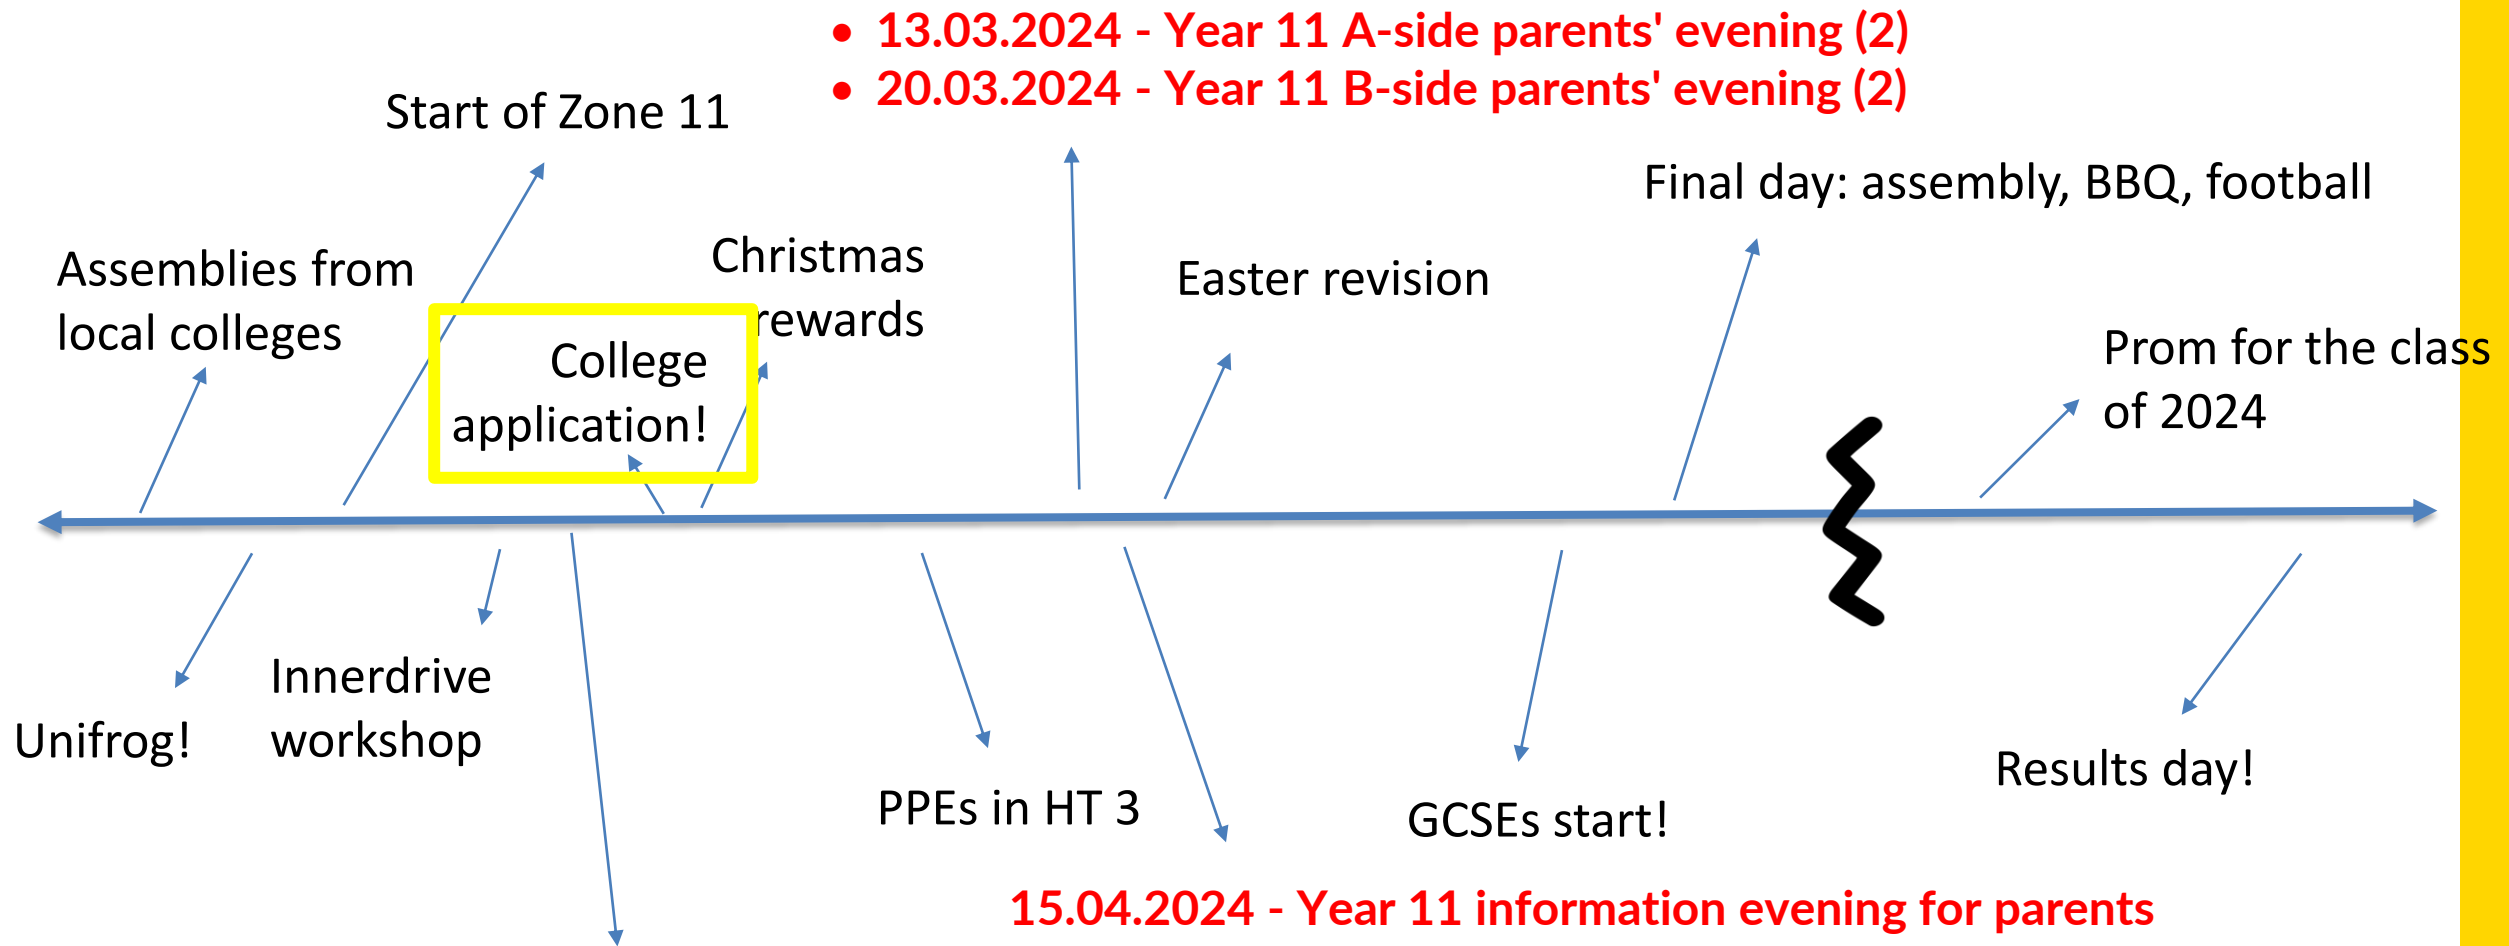 • 13.03.2024 - Year 11 A-side parents' evening (2)
• 20.03.2024 - Year 11 B-side parents' evening (2)
Start of Zone 11
Final day: assembly, BBQ, football
Assemblies from
local colleges
Christmas
rewards
Easter revision
College
application!
Prom for the class
of 2024
Unifrog!
Innerdrive
workshop
PPEs in HT 3
GCSEs start!
Results day!
15.04.2024 - Year 11 information evening for parents